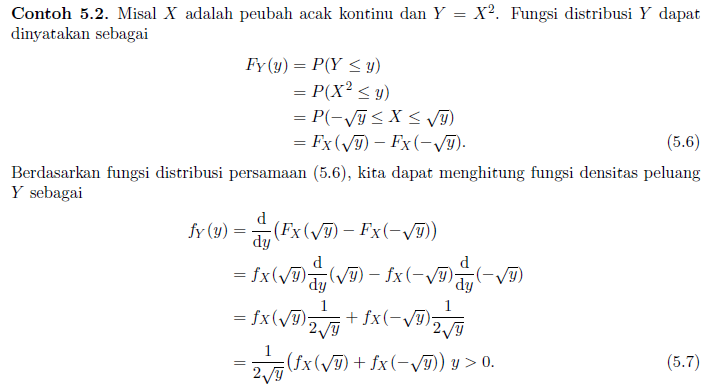 Contoh 5.2. Misal X adalah peubah acak kontinu dan Y = X². Fungsi distribusi Y dapat
dinyatakan sebagai
F_Y(y) = P(Y ≤ y)
= P(X² ≤ y)
= P(−√y ≤ X ≤ √y)
= F_X(√y) − F_X(−√y). (5.6)
Berdasarkan fungsi distribusi persamaan (5.6), kita dapat menghitung fungsi densitas peluang
Y sebagai
f_Y(y) = d/dy (F_X(√y) − F_X(−√y))
= f_X(√y) d/dy (√y) − f_X(−√y) d/dy (−√y)
= f_X(√y) 1/(2√y) + f_X(−√y) 1/(2√y)
= 1/(2√y) (f_X(√y) + f_X(−√y)) y > 0. (5.7)